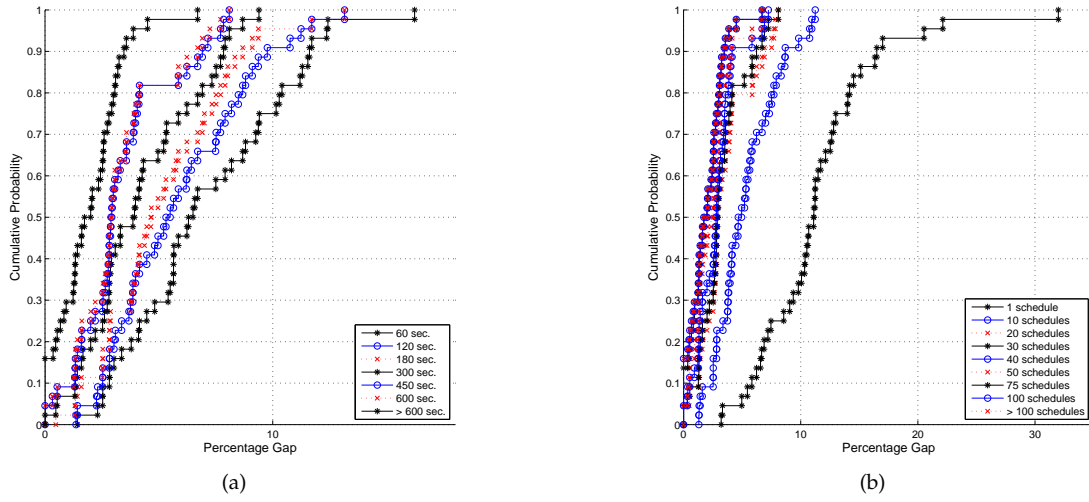 1
0.9
0.8
0.7
0.6
0.5
0.4
0.3
0.2
0.1
0
0
10
Cumulative Probability
Percentage Gap
60 sec.
120 sec.
180 sec.
300 sec.
450 sec.
600 sec.
> 600 sec.
(a)
1
0.9
0.8
0.7
0.6
0.5
0.4
0.3
0.2
0.1
0
0
10
20
30
Cumulative Probability
Percentage Gap
1 schedule
10 schedules
20 schedules
30 schedules
40 schedules
50 schedules
75 schedules
100 schedules
> 100 schedules
(b)